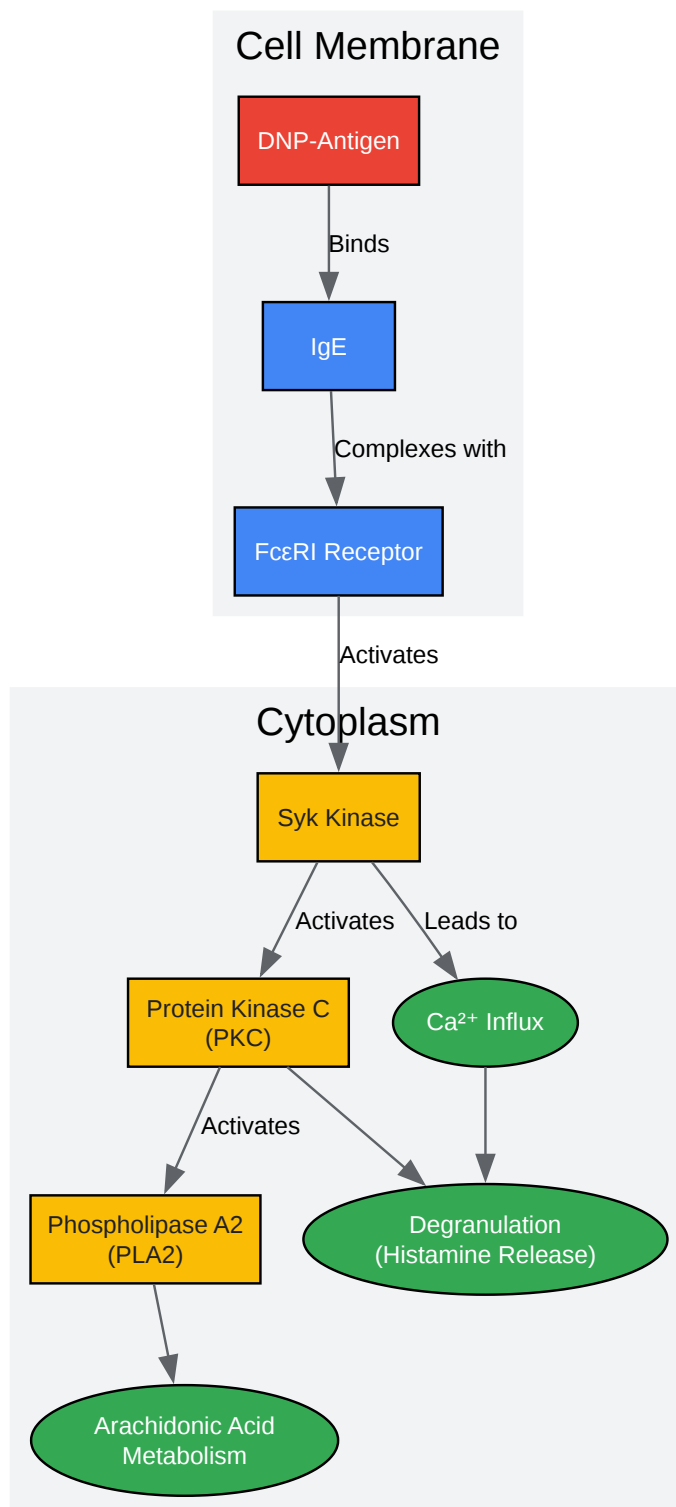 Cell Membrane
DNP-Antigen
Binds
IgE
Complexes with
FcεRI Receptor
Activates
Cytoplasm
Syk Kinase
Activates
Leads to
Protein Kinase C
(PKC)
Ca²⁺ Influx
Activates
Phospholipase A2
(PLA2)
Degranulation
(Histamine Release)
Arachidonic Acid
Metabolism